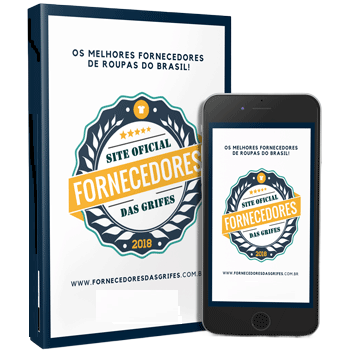 OS MELHORES FORNECEDORES
DE ROUPAS DO BRASIL!
SITE OFICIAL
FORNECEDORES
DAS GRIFES
2018
WWW.FORNECEDORESDASGRIFES.COM.BR
OS MELHORES FORNECEDORES
DE ROUPAS DO BRASIL!
SITE OFICIAL
FORNECEDORES
DAS GRIFES
2018
WWW.FORNECEDORESDASGRIFES.COM.BR